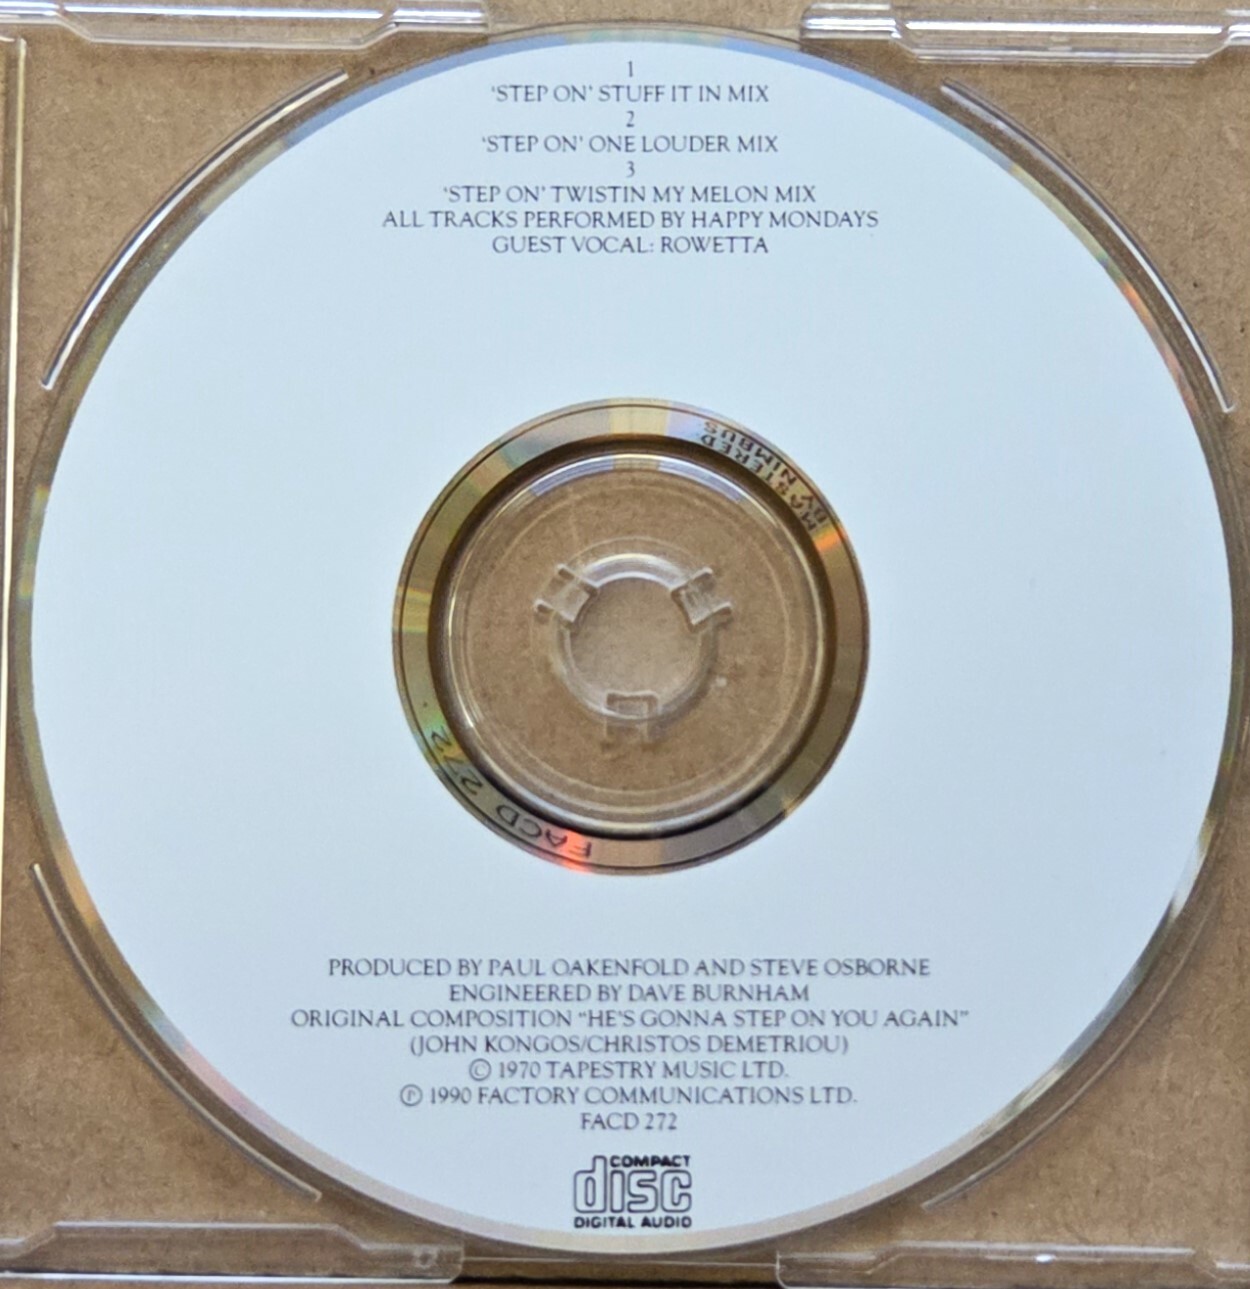 1
‘STEP ON’ STUFF IT IN MIX
2
‘STEP ON’ ONE LOUDER MIX
3
‘STEP ON’ TWISTIN MY MELON MIX
ALL TRACKS PERFORMED BY HAPPY MONDAYS
GUEST VOCAL: ROWETTA
MASTERED
BY NIMBUS
FACD 272
PRODUCED BY PAUL OAKENFOLD AND STEVE OSBORNE
ENGINEERED BY DAVE BURNHAM
ORIGINAL COMPOSITION “HE'S GONNA STEP ON YOU AGAIN”
(JOHN KONGOS/CHRISTOS DEMETRIOU)
© 1970 TAPESTRY MUSIC LTD.
℗ 1990 FACTORY COMMUNICATIONS LTD.
FACD 272
COMPACT
disc
DIGITAL AUDIO